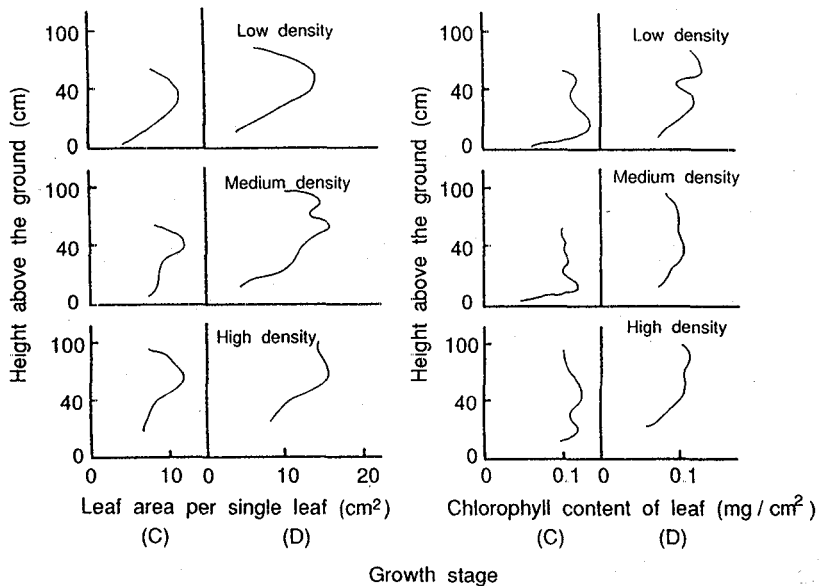 Height above the ground (cm)
100
40
0
Low density
100
40
0
Medium density
100
40
0
High density
0 10 0 10 20
Leaf area per single leaf (cm²)
(C) (D)
Height above the ground (cm)
100
40
0
Low density
100
40
0
Medium density
100
40
0
High density
0 0.1 0 0.1
Chlorophyll content of leaf (mg / cm²)
(C) (D)
Growth stage